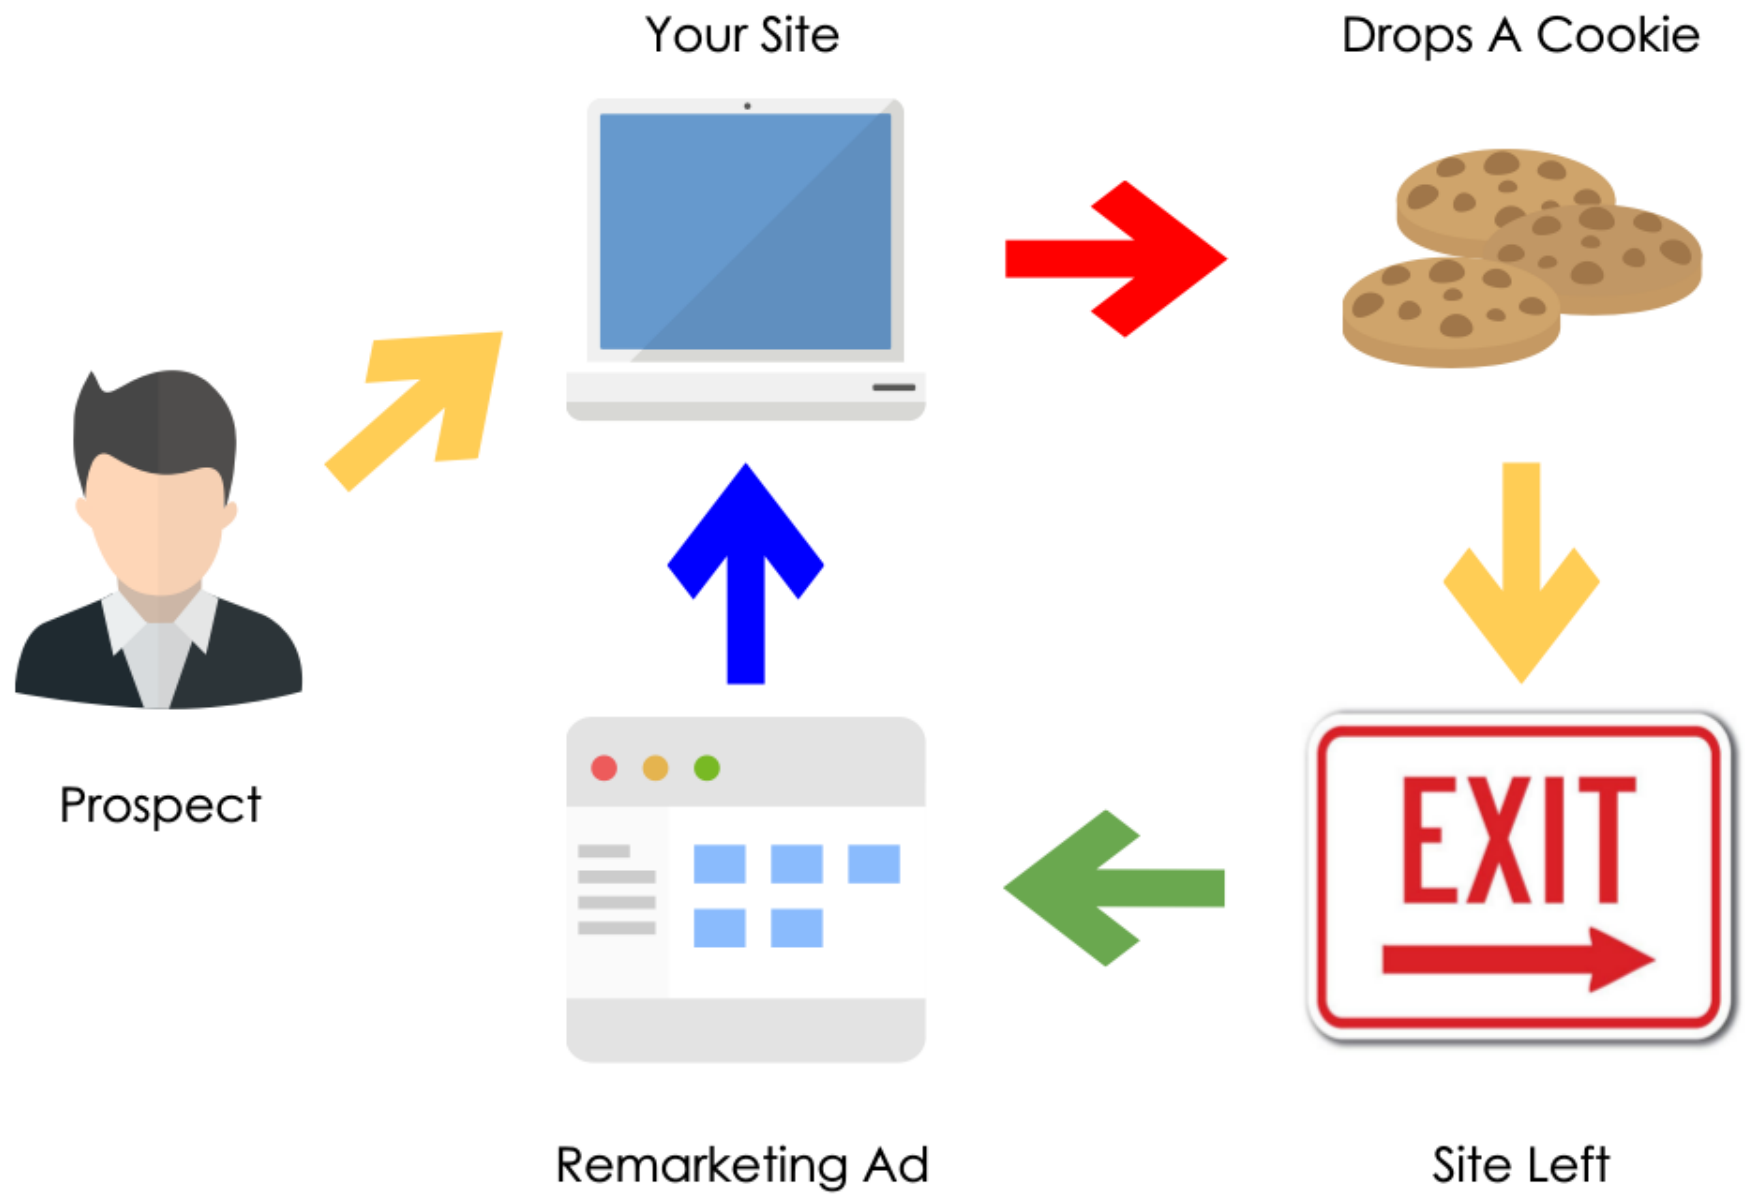 Your Site
Drops A Cookie
Prospect
EXIT
Remarketing Ad
Site Left